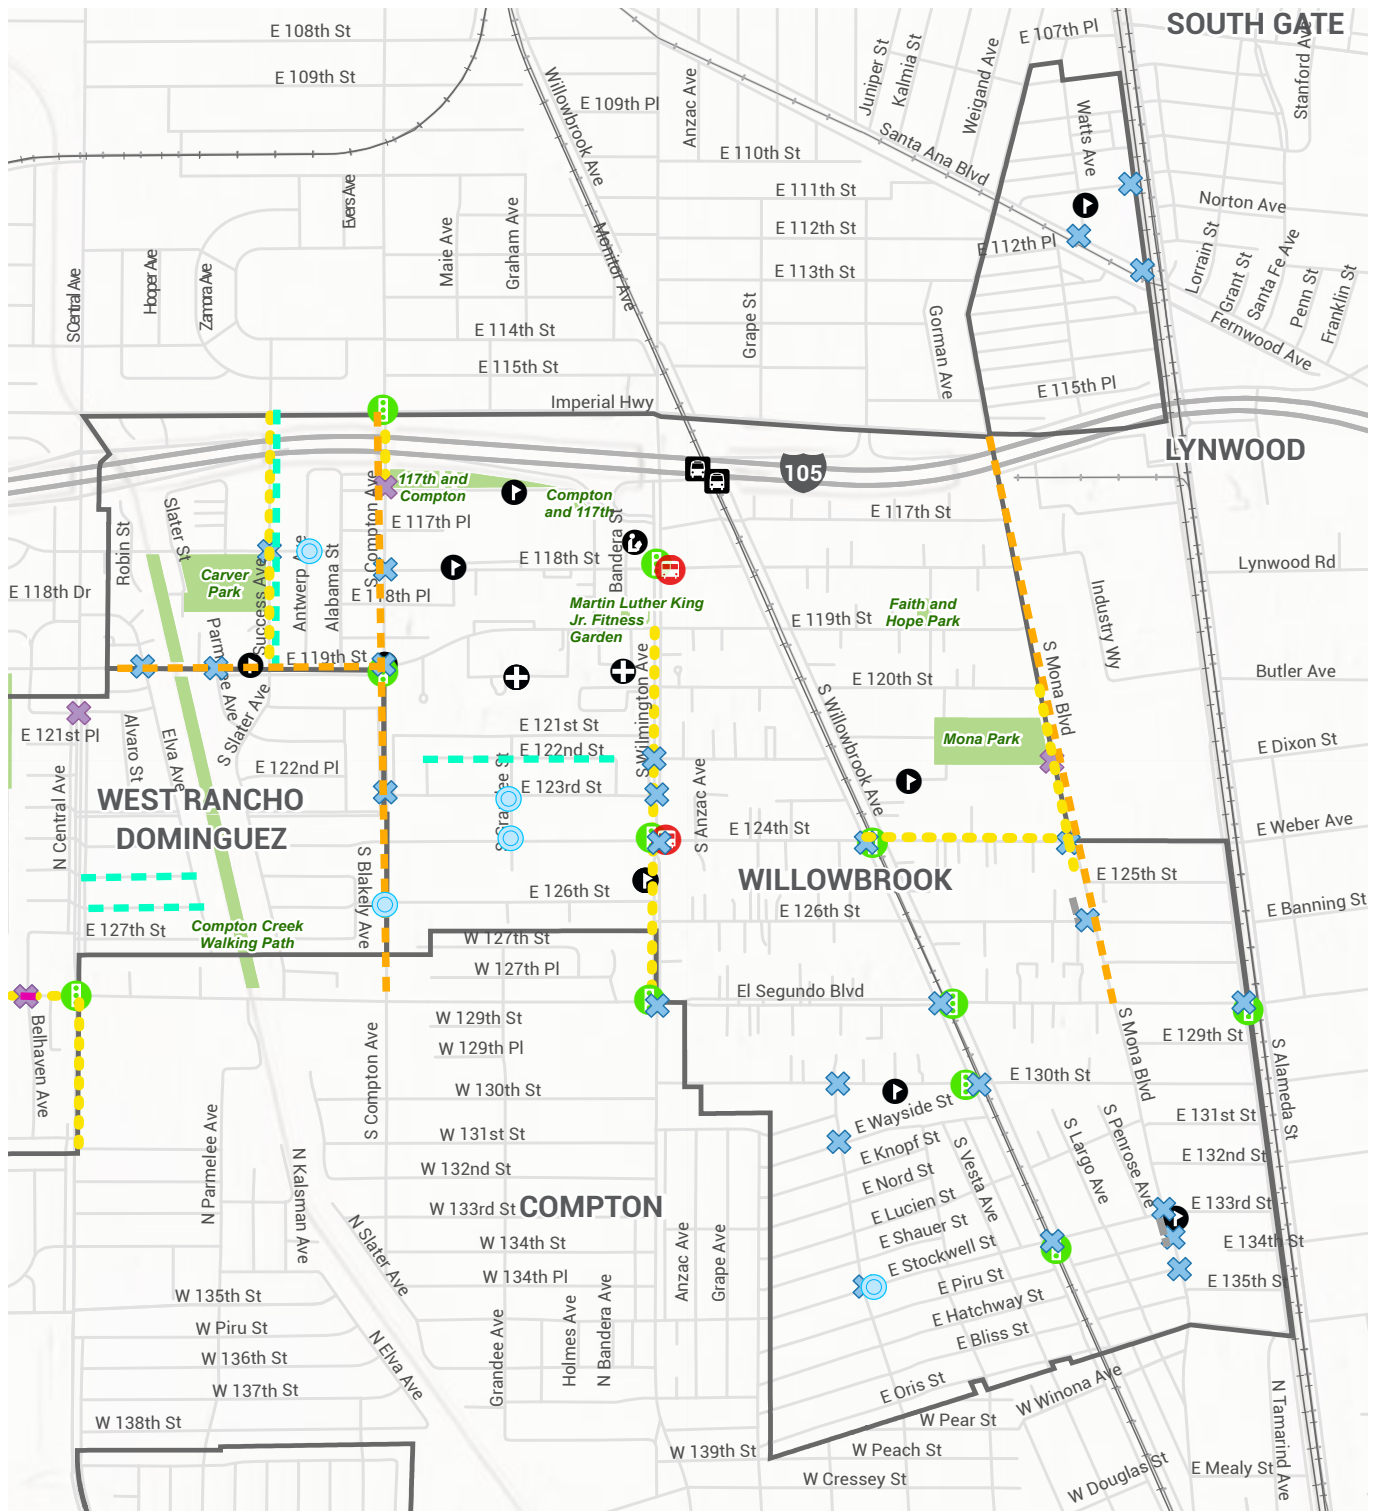 SOUTH GATE
E 108th St
E 107th Pl
Stanford Ave
Juniper St
Kalmia St
Weigand Ave
E 109th St
Willowbrook Ave
E 109th Pl
Anzac Ave
Watts Ave
Santa Ana Blvd
E 110th St
Evers Ave
E 111th St
Norton Ave
Maie Ave
Graham Ave
E 112th St
E 112th Pl
Monitor Ave
Lorrain St
Grant St
Santa Fe Ave
Penn St
Franklin St
S Central Ave
Hooper Ave
Zamora Ave
E 113th St
E 114th St
Grape St
Gorman Ave
Fernwood Ave
E 115th St
E 115th Pl
Imperial Hwy
LYNWOOD
105
117th and
Compton
Compton
and 117th
Robin St
Slater St
S Compton Ave
E 117th Pl
Bandera St
E 117th St
E 118th St
Lynwood Rd
E 118th Dr
Carver
Park
Success Ave
Antwerp Ave
Alabama St
E 118th Pl
Martin Luther King
Jr. Fitness
Garden
E 119th St
Faith and
Hope Park
Industry Wy
Parmelee Ave
E 119th St
S Wilmington Ave
S Mona Blvd
Butler Ave
E 120th St
S Willowbrook Ave
S Slater Ave
E 121st Pl
Alvaro St
Elva Ave
E 121st St
E 122nd St
Mona Park
E Dixon St
E 122nd Pl
E 123rd St
WEST RANCHO
DOMINGUEZ
N Central Ave
S Grandee St
S Anzac Ave
E 124th St
E Weber Ave
S Blakely Ave
WILLOWBROOK
E 125th St
E 126th St
E 126th St
E Banning St
E 127th St
Compton Creek
Walking Path
W 127th St
W 127th Pl
El Segundo Blvd
Belhaven Ave
W 129th St
E 129th St
S Mona Blvd
S Alameda St
W 129th Pl
S Compton Ave
W 130th St
E 130th St
E Wayside St
E 131st St
N Parmelee Ave
W 131st St
E Knopf St
S Vesta Ave
S Largo Ave
S Penrose Ave
N Kalsman Ave
W 132nd St
E Nord St
E 132nd St
W 133rd St
COMPTON
E Lucien St
E 133rd St
N Slater Ave
W 134th St
Anzac Ave
Grape Ave
E Shauer St
E Stockwell St
E 134th St
W 134th Pl
E Piru St
E 135th St
W 135th St
Grandee Ave
Holmes Ave
N Bandera Ave
E Hatchway St
W Piru St
E Bliss St
W 136th St
N Elva Ave
W 137th St
E Oris St
W Winona Ave
N Tamarind Ave
W 138th St
W Pear St
W 139th St
W Peach St
W Cressey St
W Douglas St
E Mealy St